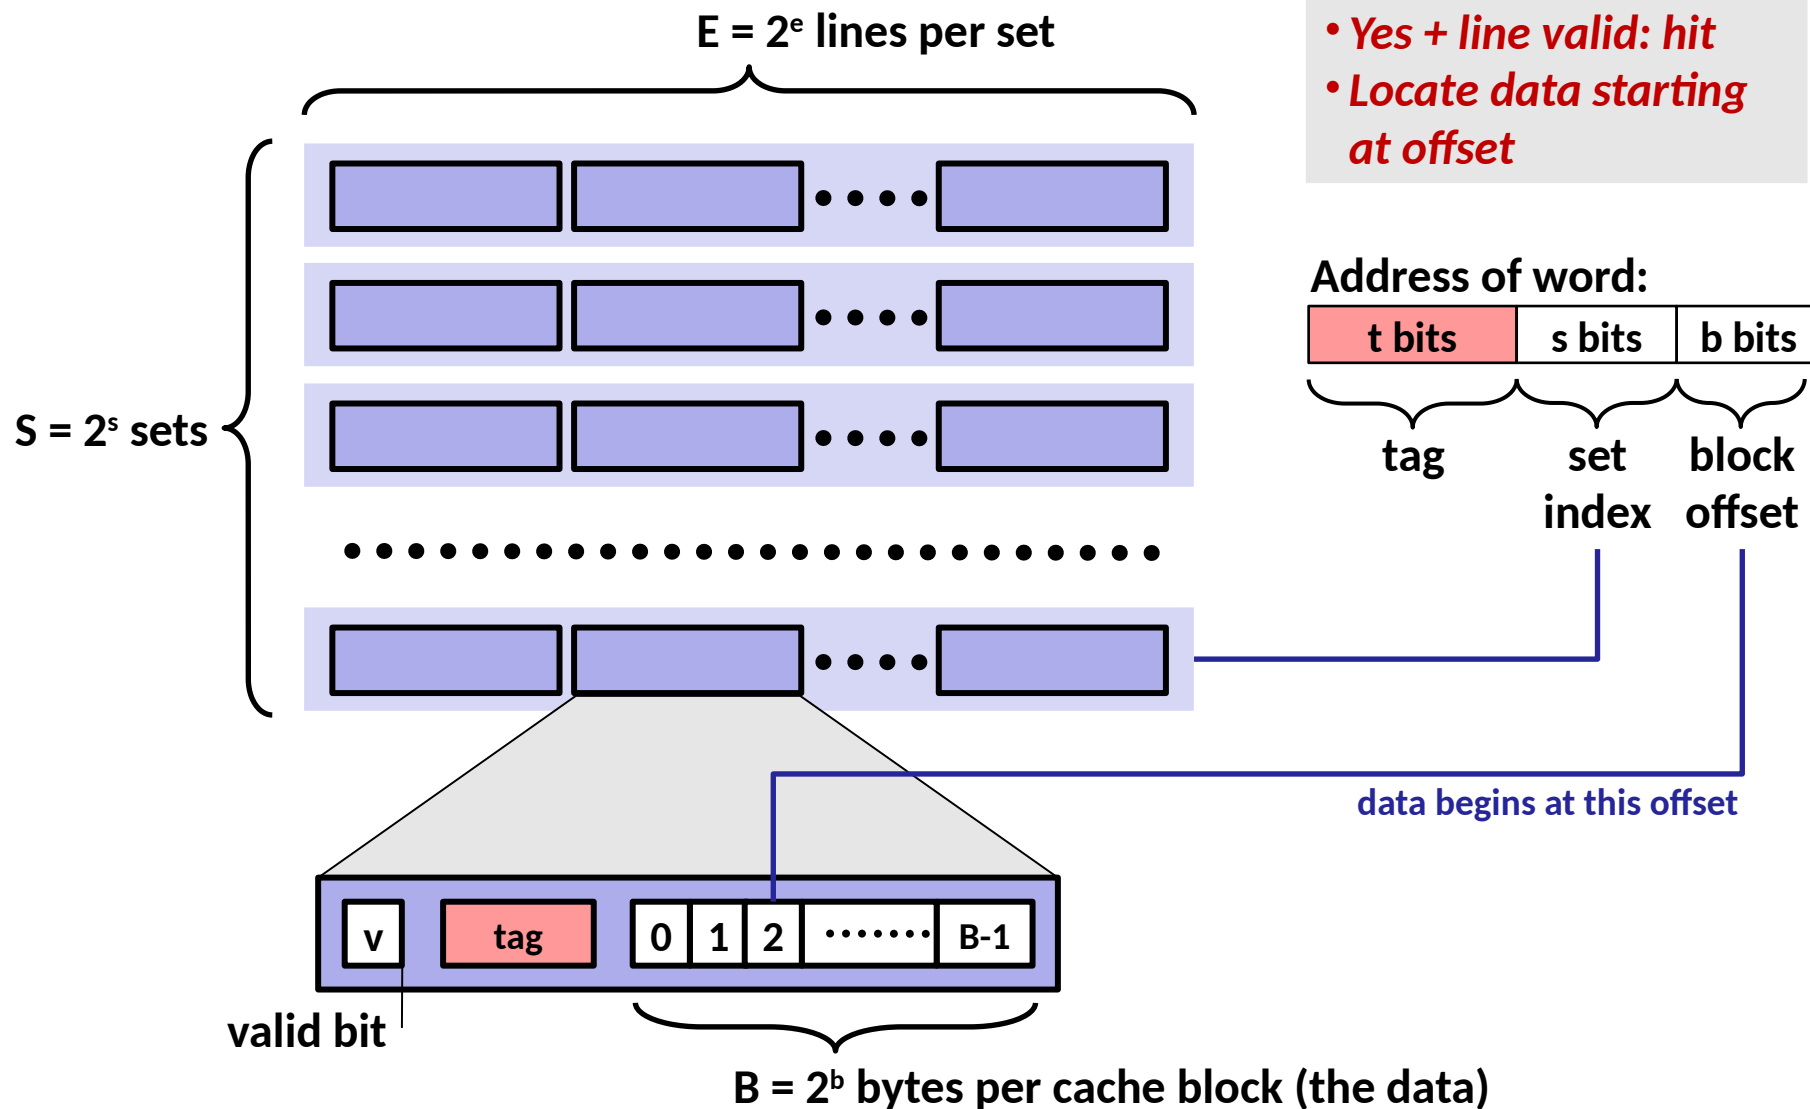 E = 2ᵉ lines per set
• Yes + line valid: hit
• Locate data starting
at offset
Address of word:
t bits s bits b bits
S = 2ˢ sets
tag set block
index offset
data begins at this offset
v tag 0 1 2 ······· B-1
valid bit
B = 2ᵇ bytes per cache block (the data)